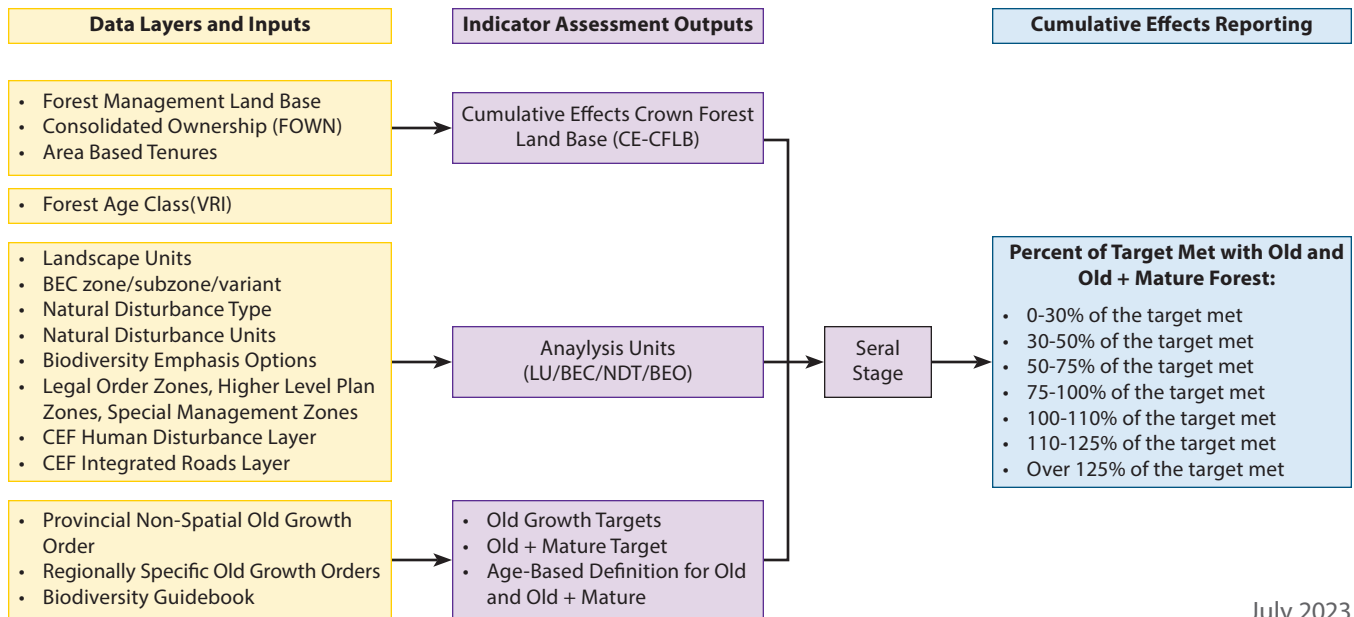 Data Layers and Inputs
Indicator Assessment Outputs
Cumulative Effects Reporting
• Forest Management Land Base
• Consolidated Ownership (FOWN)
• Area Based Tenures
Cumulative Effects Crown Forest
Land Base (CE-CFLB)
• Forest Age Class(VRI)
• Landscape Units
• BEC zone/subzone/variant
• Natural Disturbance Type
• Natural Disturbance Units
• Biodiversity Emphasis Options
• Legal Order Zones, Higher Level Plan
Zones, Special Management Zones
• CEF Human Disturbance Layer
• CEF Integrated Roads Layer
Anaylysis Units
(LU/BEC/NDT/BEO)
Seral
Stage
Percent of Target Met with Old and
Old + Mature Forest:
• 0-30% of the target met
• 30-50% of the target met
• 50-75% of the target met
• 75-100% of the target met
• 100-110% of the target met
• 110-125% of the target met
• Over 125% of the target met
• Provincial Non-Spatial Old Growth
Order
• Regionally Specific Old Growth Orders
• Biodiversity Guidebook
• Old Growth Targets
• Old + Mature Target
• Age-Based Definition for Old
and Old + Mature
July 2023